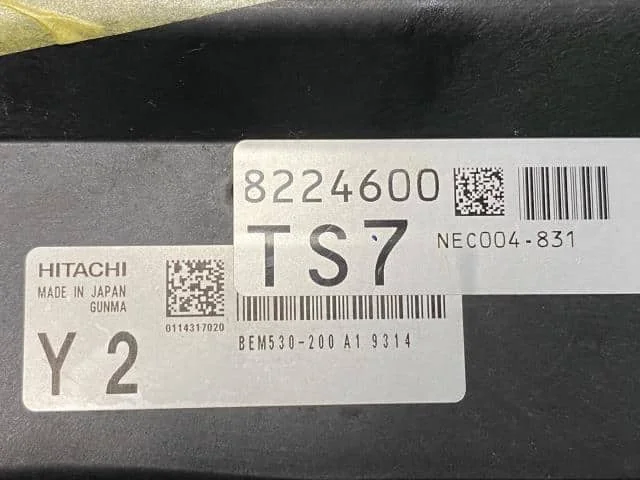 8224600
TS7 NEC004-831
HITACHI
MADE IN JAPAN
GUNMA
0114317020
Y2
BEM530-200 A1 9314